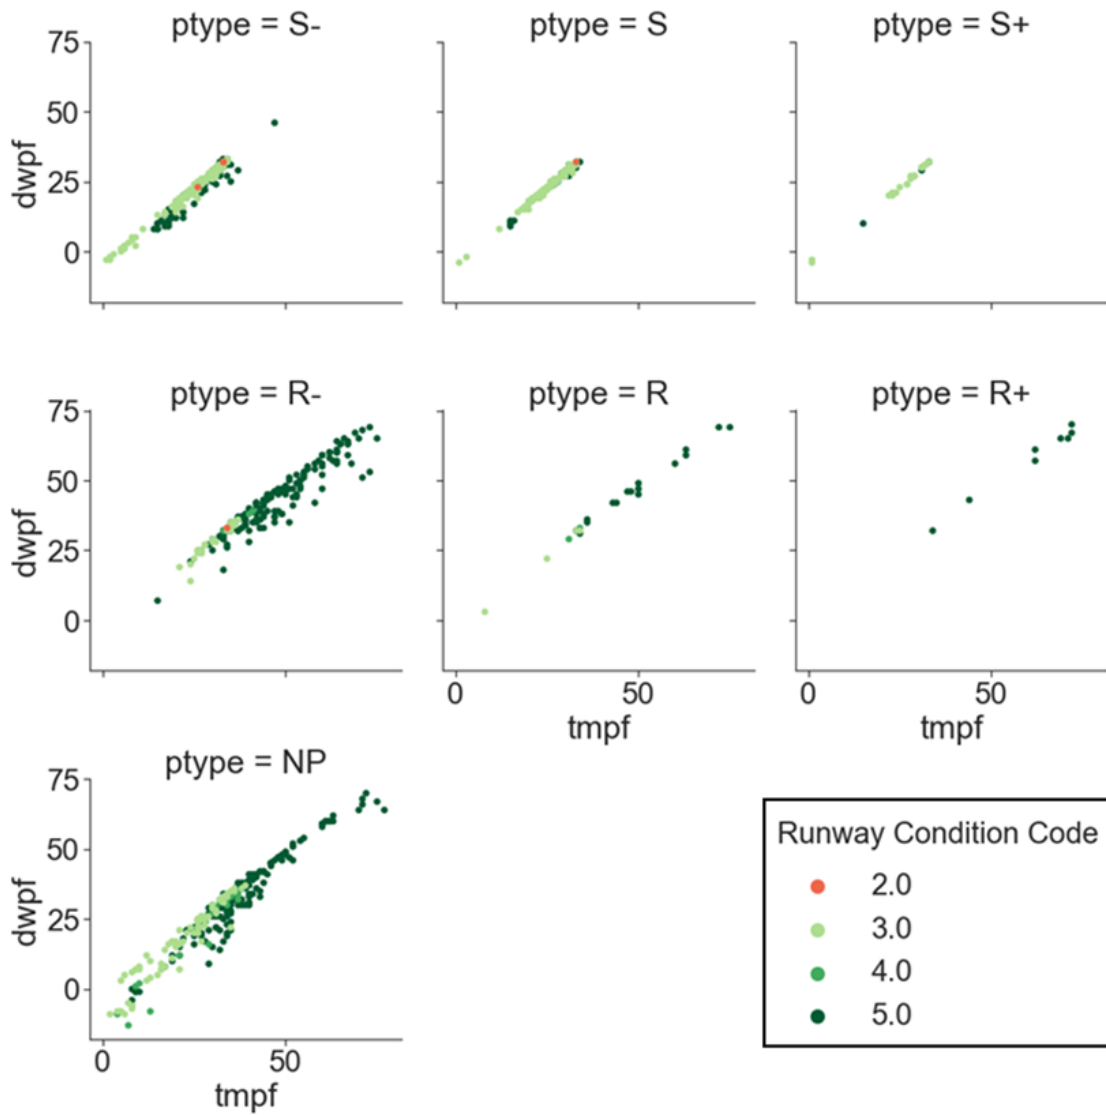 ptype = S-
ptype = S
ptype = S+
75
50
25
0
dwpf
ptype = R-
ptype = R
ptype = R+
75
50
25
0
dwpf
0 50
tmpf
0 50
tmpf
ptype = NP
75
50
25
0
dwpf
0 50
tmpf
Runway Condition Code
2.0
3.0
4.0
5.0